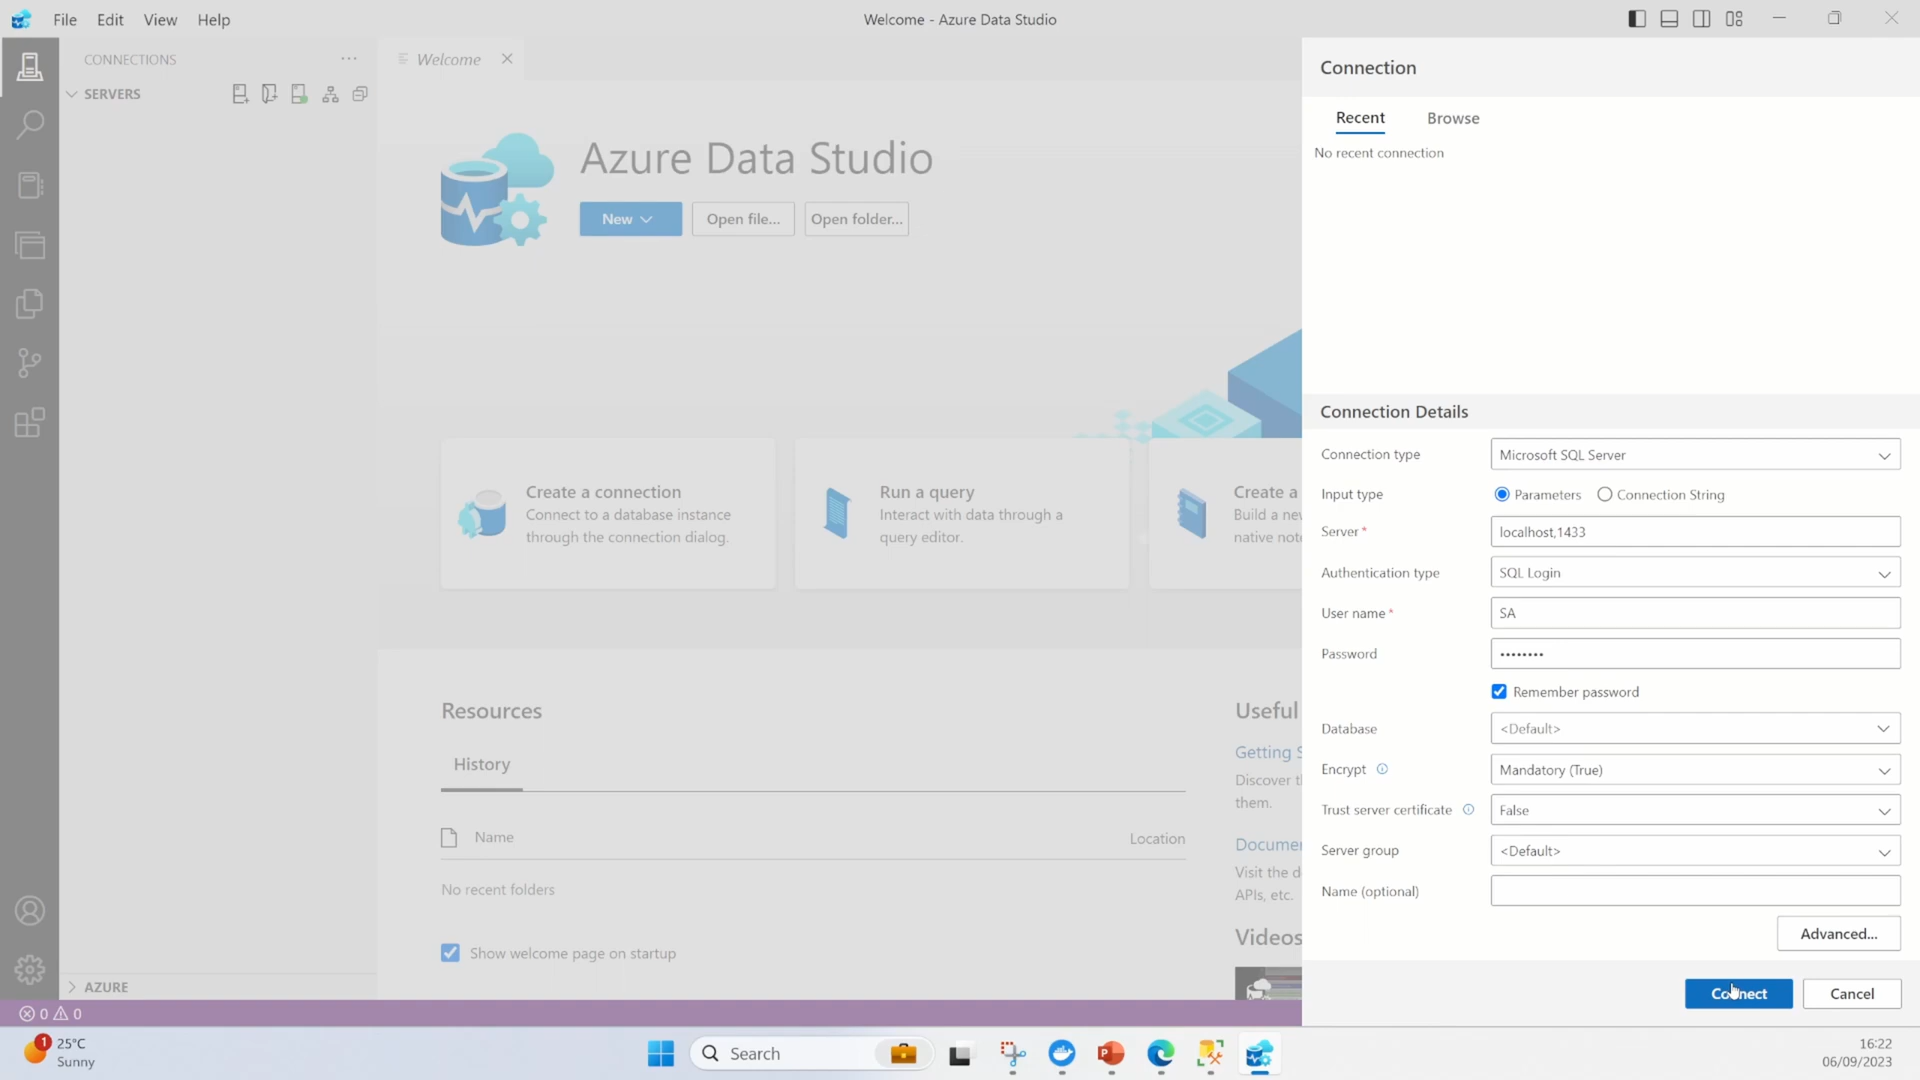 File Edit View Help
Welcome - Azure Data Studio
CONNECTIONS
SERVERS
Welcome
Azure Data Studio
New
Open file...
Open folder...
Create a connection
Connect to a database instance
through the connection dialog.
Run a query
Interact with data through a
query editor.
Create a
Build a new
native note
Resources
History
Name
Location
No recent folders
Show welcome page on startup
Useful
Getting S
Discover t
them.
Documen
Visit the d
APIs, etc.
Videos
AZURE
0 0
Connection
Recent Browse
No recent connection
Connection Details
Connection type Microsoft SQL Server
Input type Parameters Connection String
Server* localhost,1433
Authentication type SQL Login
User name* SA
Password ••••••••
Remember password
Database <Default>
Encrypt Mandatory (True)
Trust server certificate False
Server group <Default>
Name (optional)
Advanced...
Connect
Cancel
1
25°C
Sunny
Search
16:22
06/09/2023